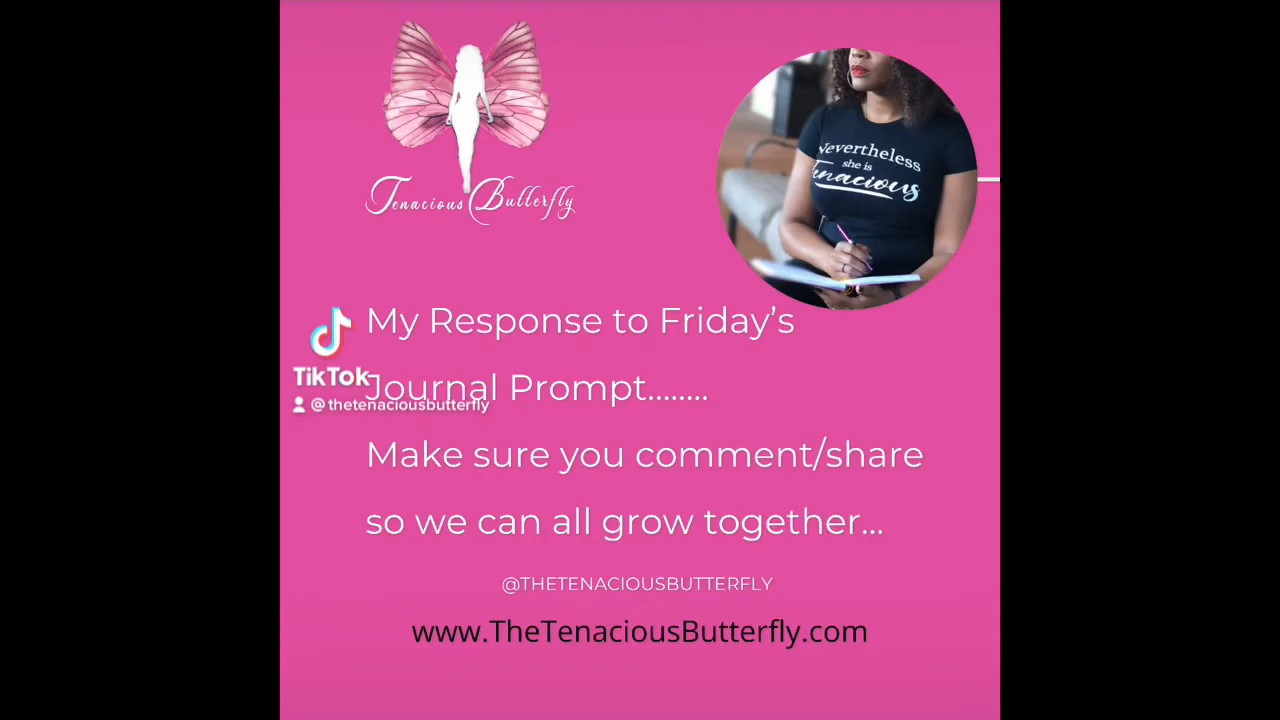 Tenacious Butterfly
Nevertheless
she is
Tenacious
My Response to Friday's
Journal Prompt........
Make sure you comment/share
so we can all grow together...
TikTok
@thetenaciousbutterfly
@THETENACIOUSBUTTERFLY
www.TheTenaciousButterfly.com